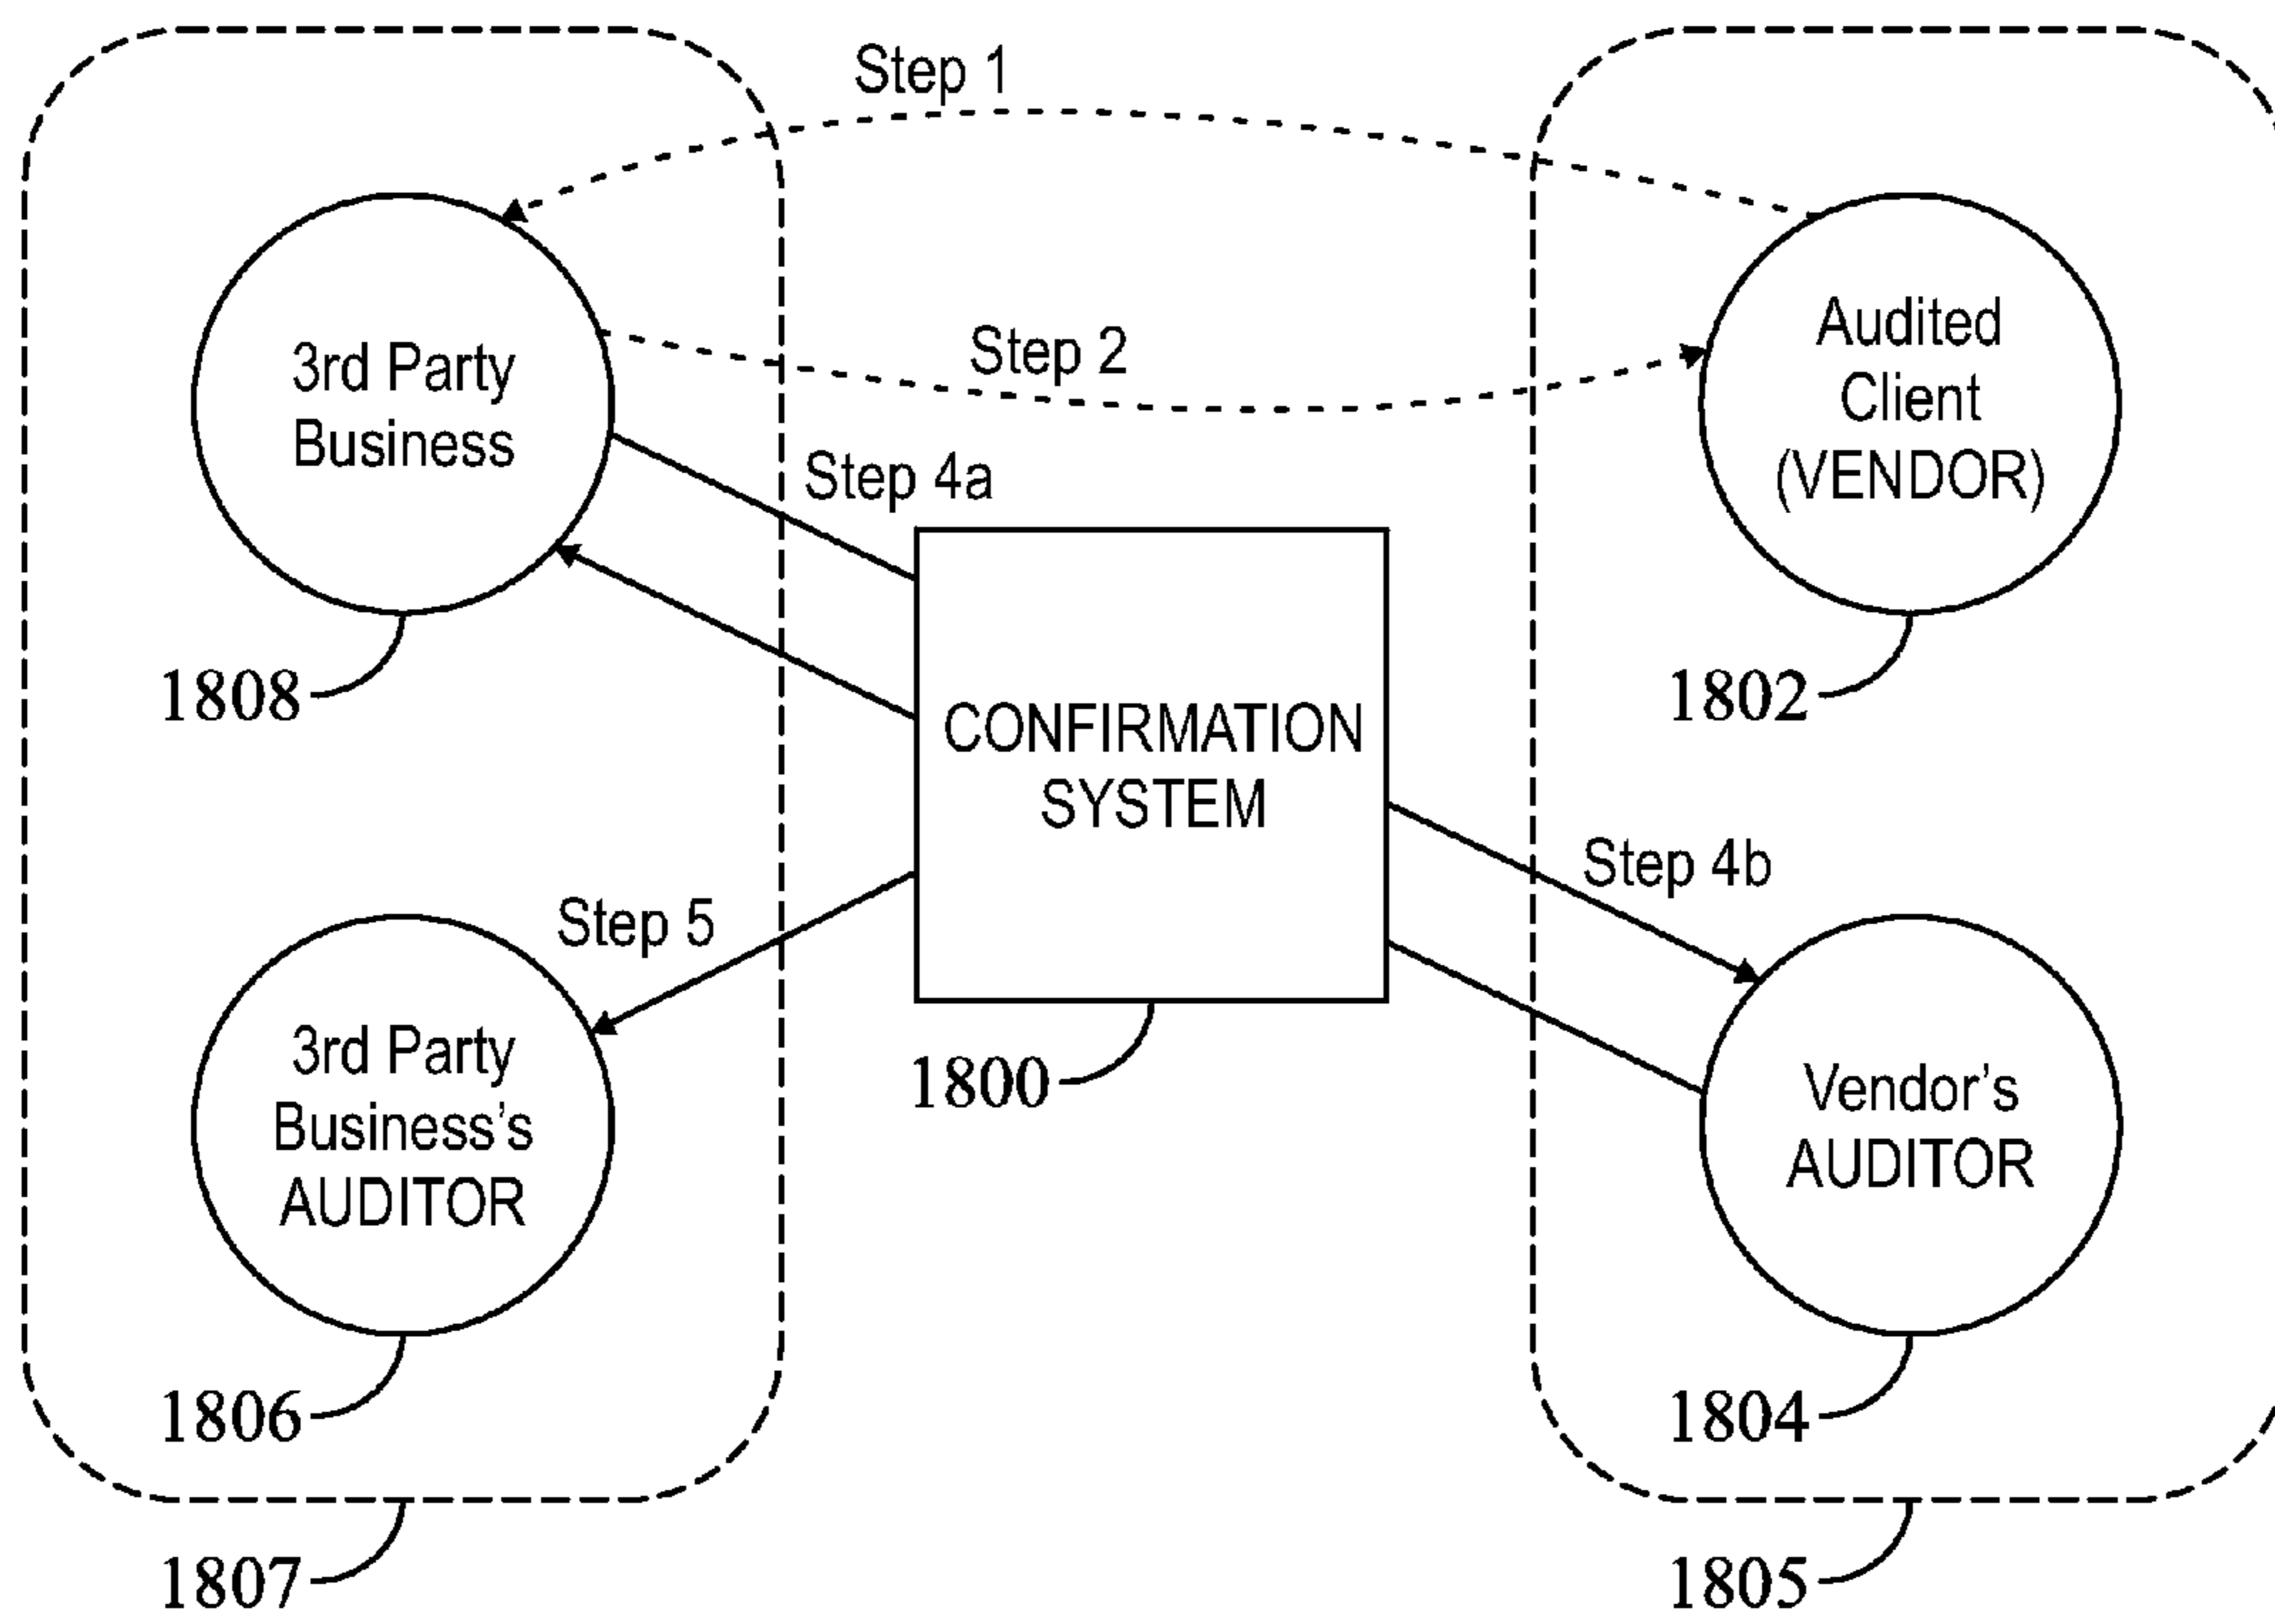 Step 1
3rd Party
Business
Step 2
Audited
Client
(VENDOR)
Step 4a
1808
1802
CONFIRMATION
SYSTEM
Step 4b
Step 5
3rd Party
Business's
AUDITOR
1800
Vendor's
AUDITOR
1806
1804
1807
1805